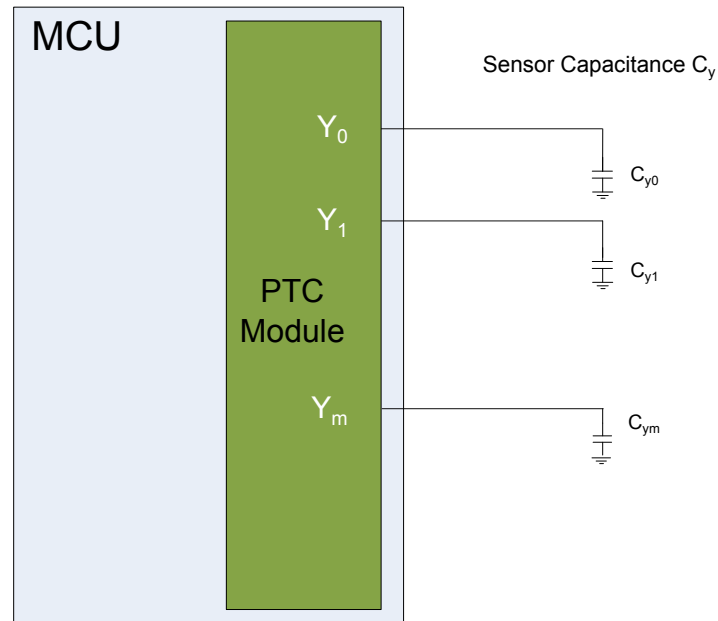 MCU
Sensor Capacitance Cy
Y0
Cy0
Y1
Cy1
PTC
Module
Ym
Cym